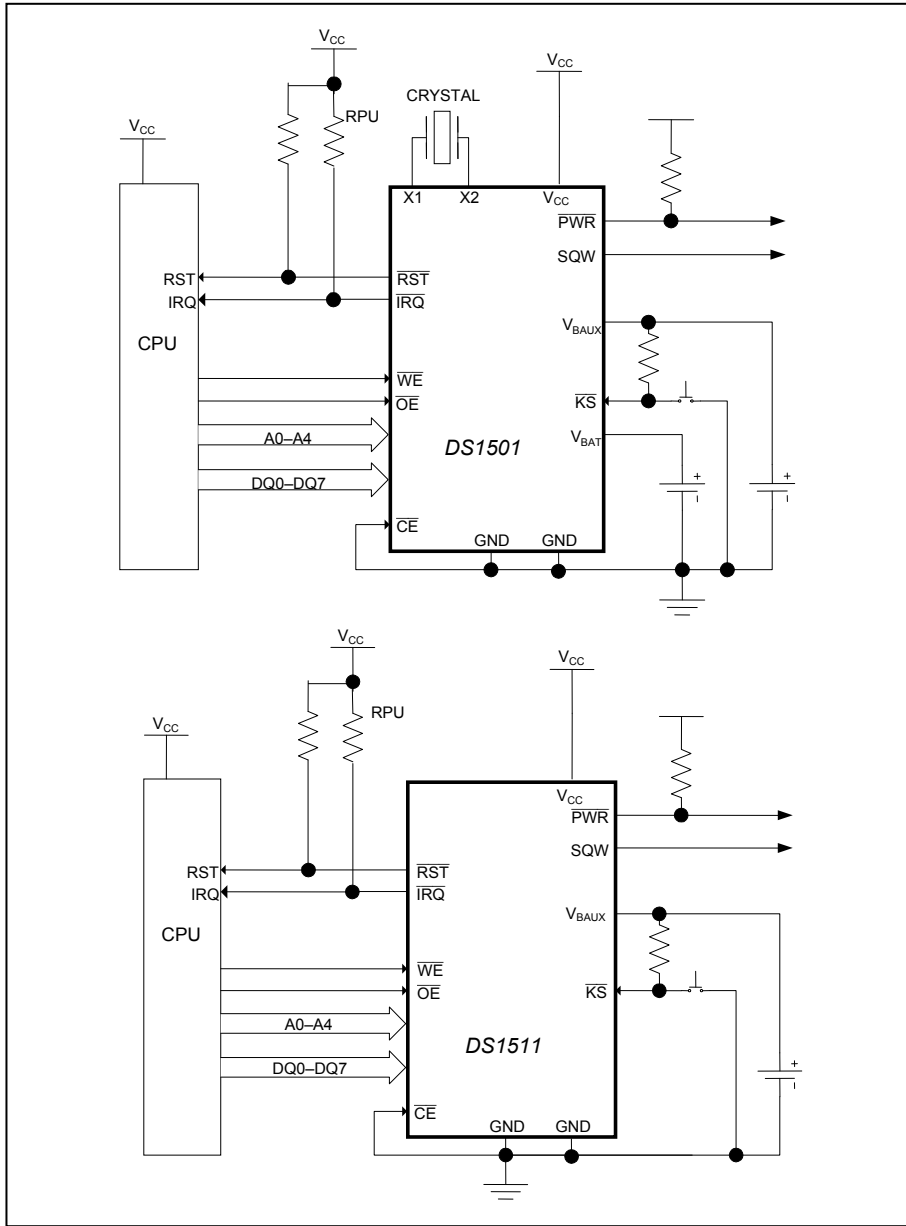 VCC
VCC
CRYSTAL
RPU
VCC
X1 X2 VCC
PWR
SQW
RST RST
IRQ IRQ
VBAUX
CPU
WE
OE KS
A0–A4
DS1501 VBAT
DQ0–DQ7
+ +
– –
CE GND GND
VCC
VCC
RPU
VCC
VCC
PWR
SQW
RST RST
IRQ IRQ
VBAUX
CPU
WE
OE KS
A0–A4
DS1511
DQ0–DQ7
+
–
CE
GND GND